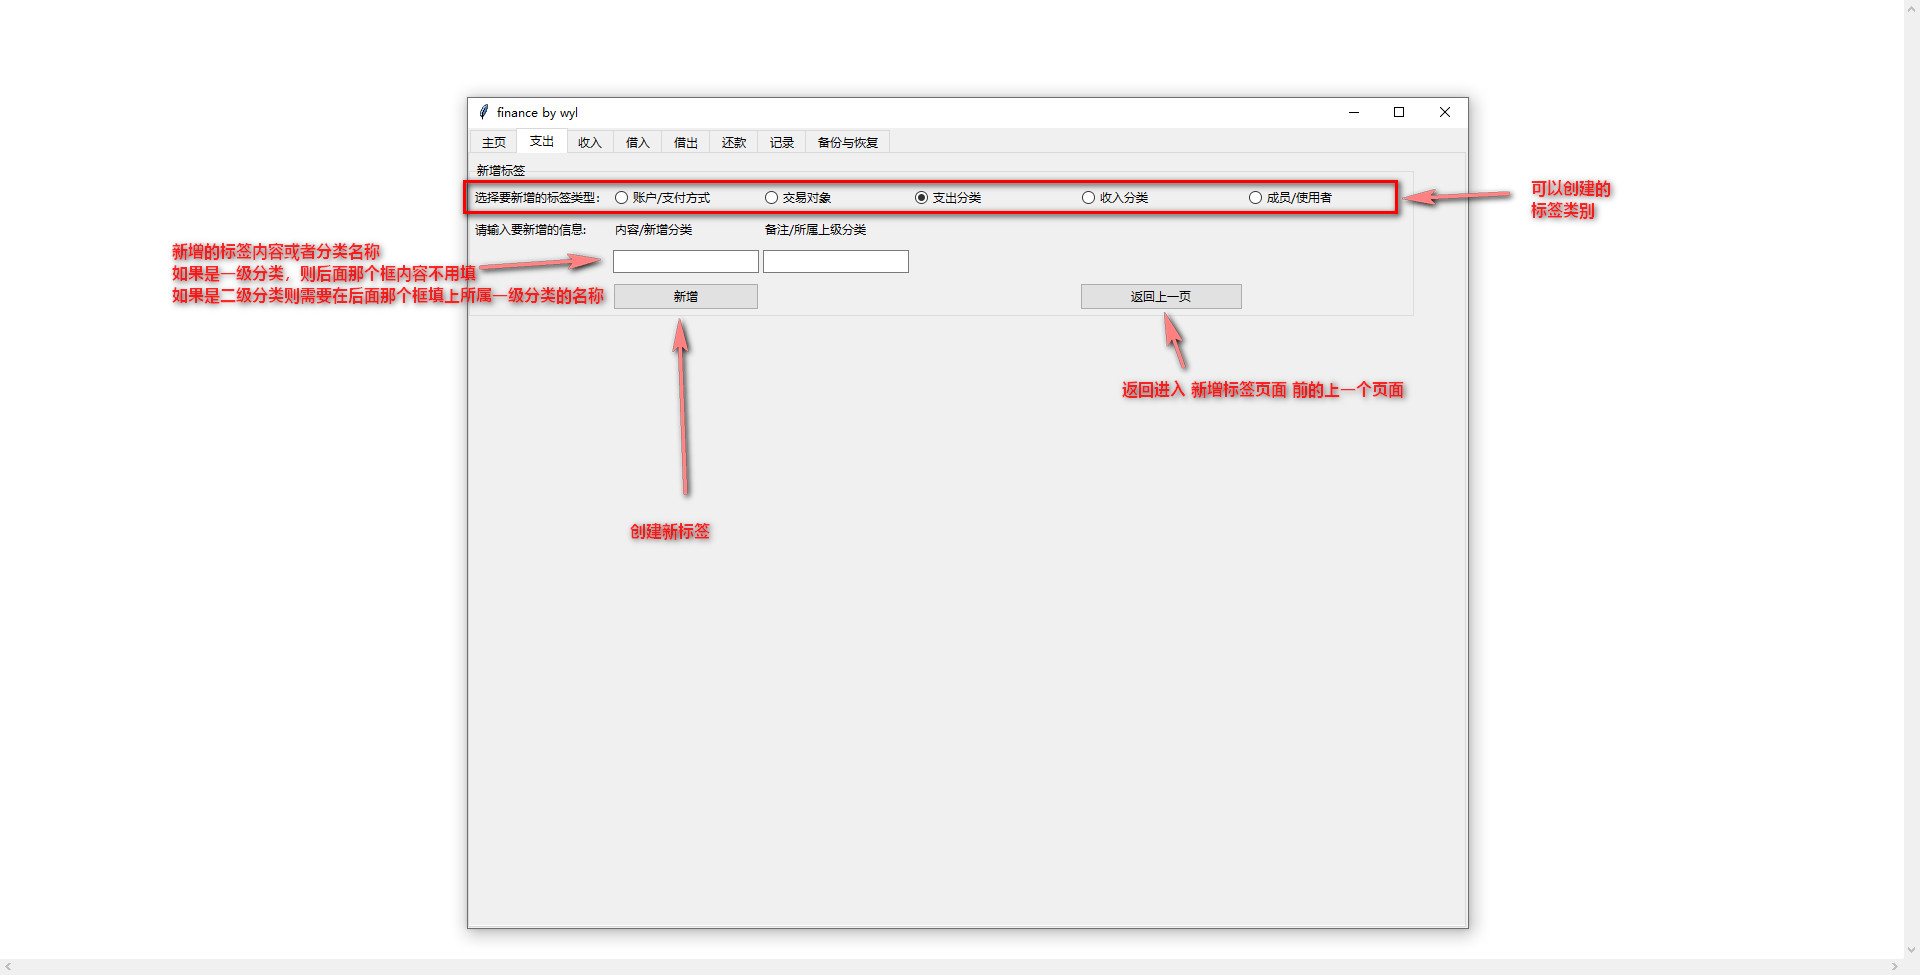 finance by wyl
主页 支出 收入 借入 借出 还款 记录 备份与恢复
新增标签
选择要新增的标签类型： 账户/支付方式 交易对象 支出分类 收入分类 成员/使用者
可以创建的
标签类别
请输入要新增的信息: 内容/新增分类 备注/所属上级分类
新增的标签内容或者分类名称
如果是一级分类，则后面那个框内容不用填
如果是二级分类则需要在后面那个框填上所属一级分类的名称
新增 返回上一页
返回进入 新增标签页面 前的上一个页面
创建新标签